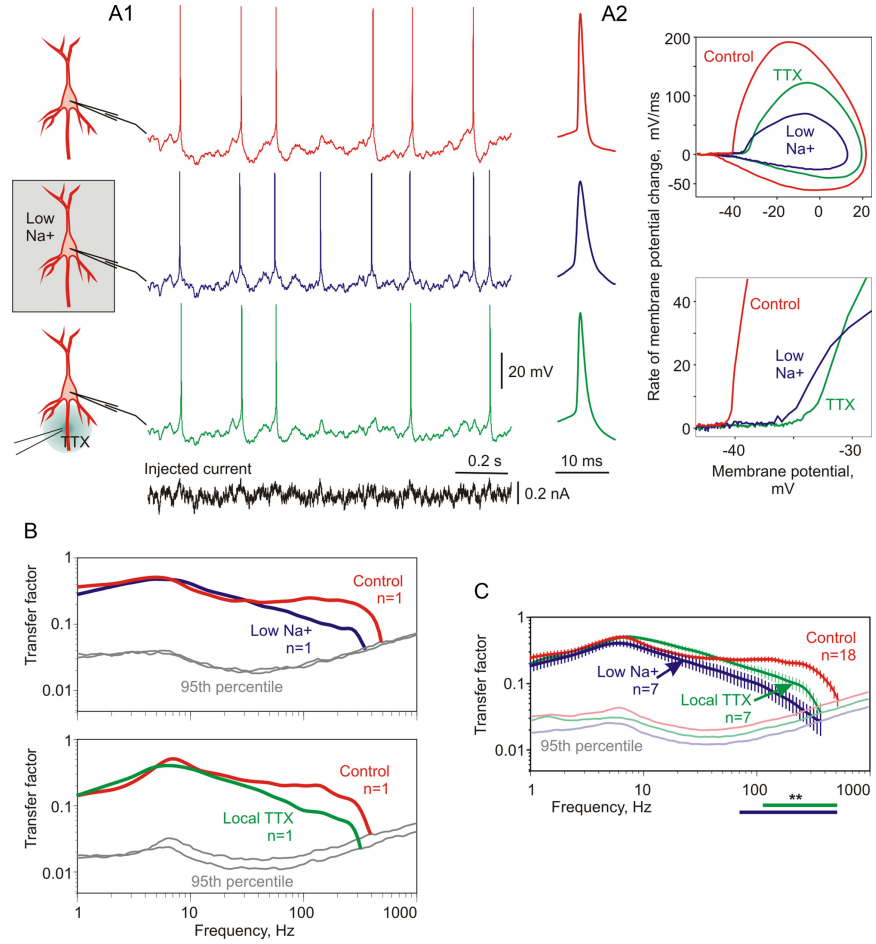 A1
A2
Low
Na+
TTX
20 mV
0.2 s
10 ms
Injected current
0.2 nA
Rate of membrane potential change, mV/ms
200
150
100
50
0
-50
Control
TTX
Low
Na+
-40
-20
0
20
40
20
0
Control
Low
Na+
TTX
-40
-30
Membrane potential,
mV
B
Transfer factor
1
0.1
0.01
Control
n=1
Low Na+
n=1
95th percentile
Transfer factor
1
0.1
0.01
Control
n=1
Local TTX
n=1
95th percentile
1
10
100
1000
Frequency, Hz
C
Transfer factor
1
0.1
0.01
Control
n=18
Low Na+
n=7
Local TTX
n=7
95th percentile
1
10
100
1000
Frequency, Hz
**